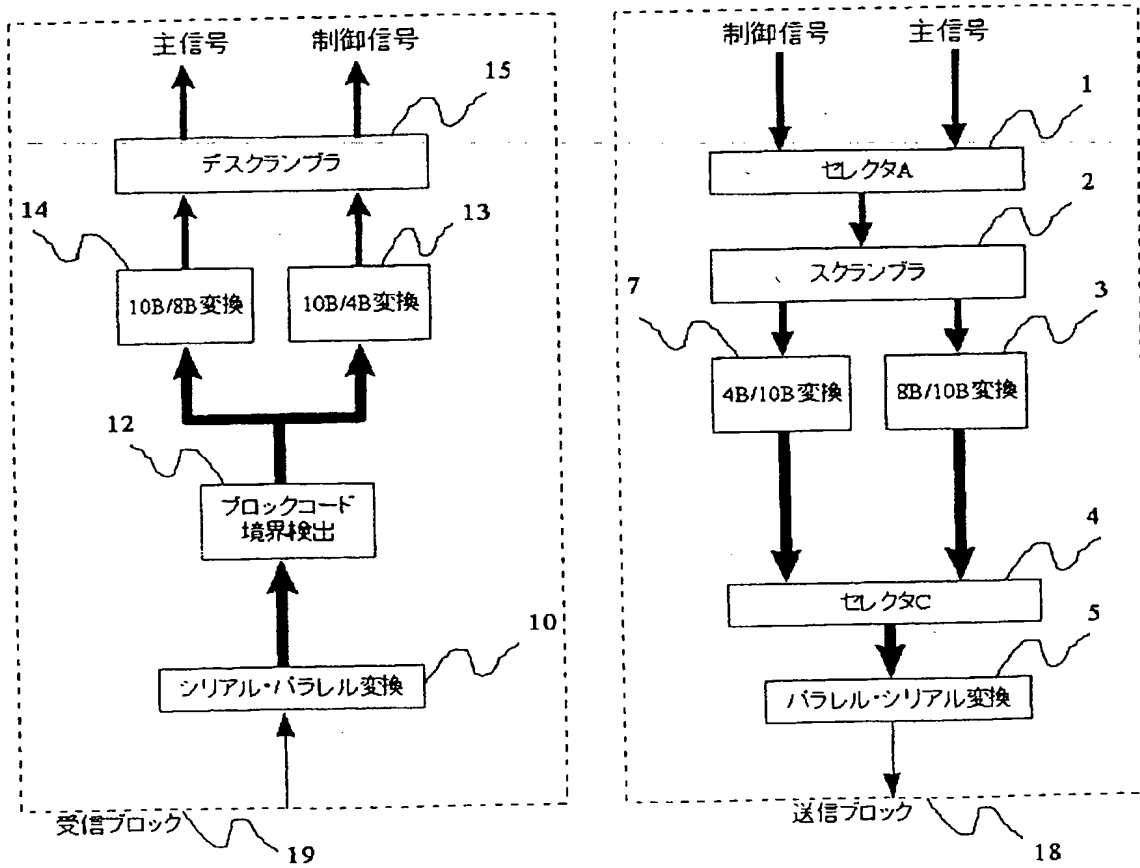 主信号
制御信号
15
デスクランブラ
14
13
10B/8B変換
10B/4B変換
12
ブロックコード
境界検出
10
シリアル・パラレル変換
受信ブロック
19
制御信号
主信号
1
セレクタA
2
スクランブラ
7
3
4B/10B変換
8B/10B変換
4
セレクタC
5
パラレル・シリアル変換
送信ブロック
18